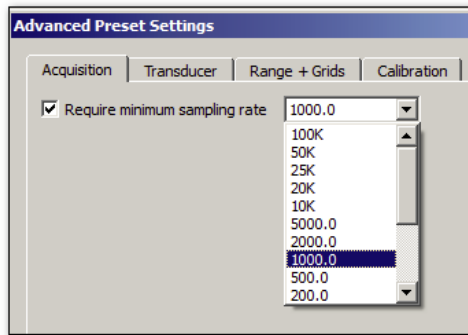 Advanced Preset Settings
Acquisition Transducer Range + Grids Calibration
Require minimum sampling rate 1000.0
100K
50K
25K
20K
10K
5000.0
2000.0
1000.0
500.0
200.0